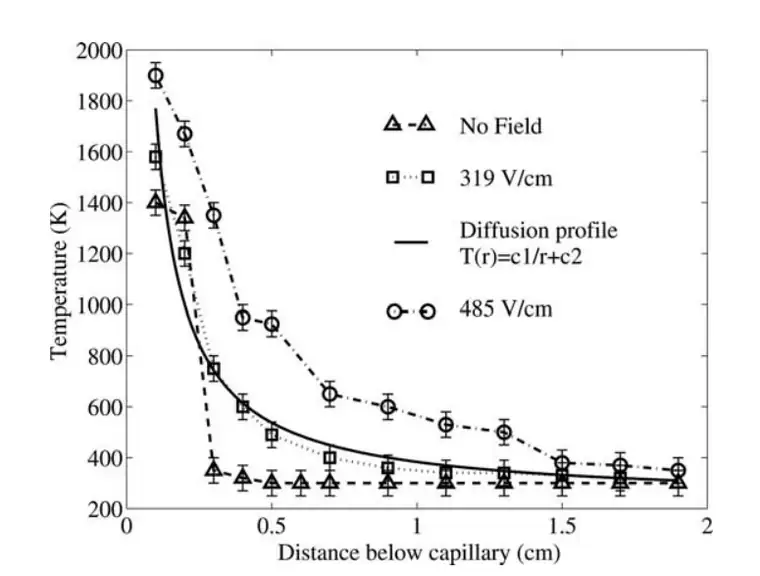 2000
1800
1600
1400
1200
1000
800
600
400
200
0
0.5
1
1.5
2
Temperature (K)
Distance below capillary (cm)
No Field
319 V/cm
Diffusion profile
T(r)=c1/r+c2
485 V/cm